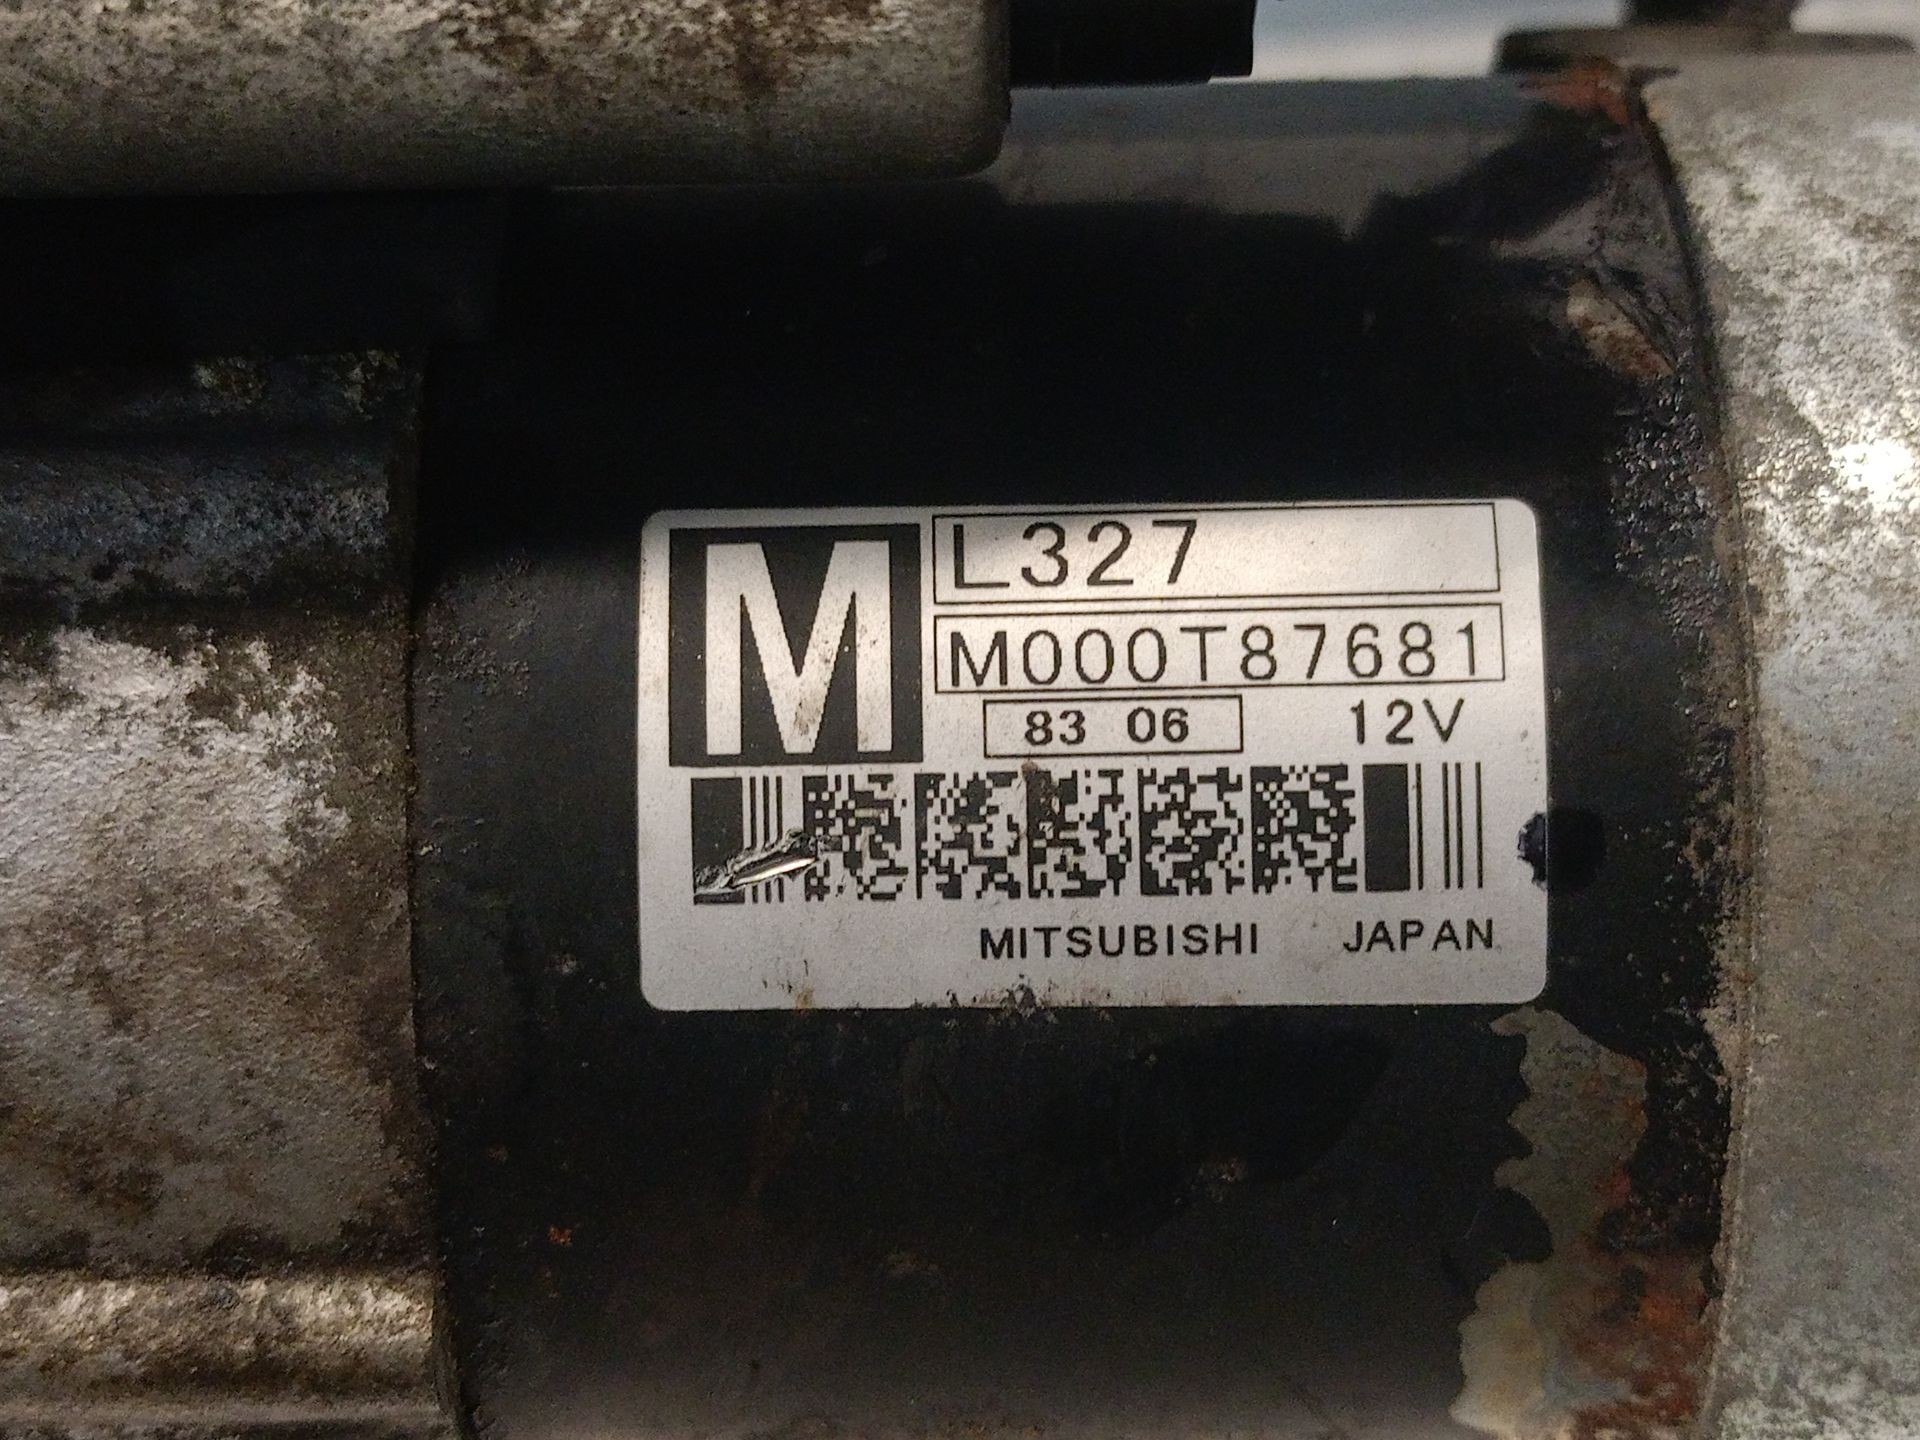 M
L327
M000T87681
83 06 12V
MITSUBISHI JAPAN